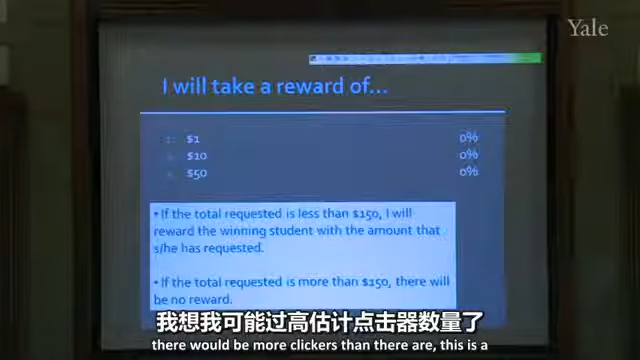 Yale
I will take a reward of...
1. $1 0%
$10 0%
$50 0%
• If the total requested is less than $150, I will
reward the winning student with the amount that
s/he has requested.
• If the total requested is more than $150, there will
be no reward.
我想我可能过高估计点击器数量了
there would be more clickers than there are, this is a